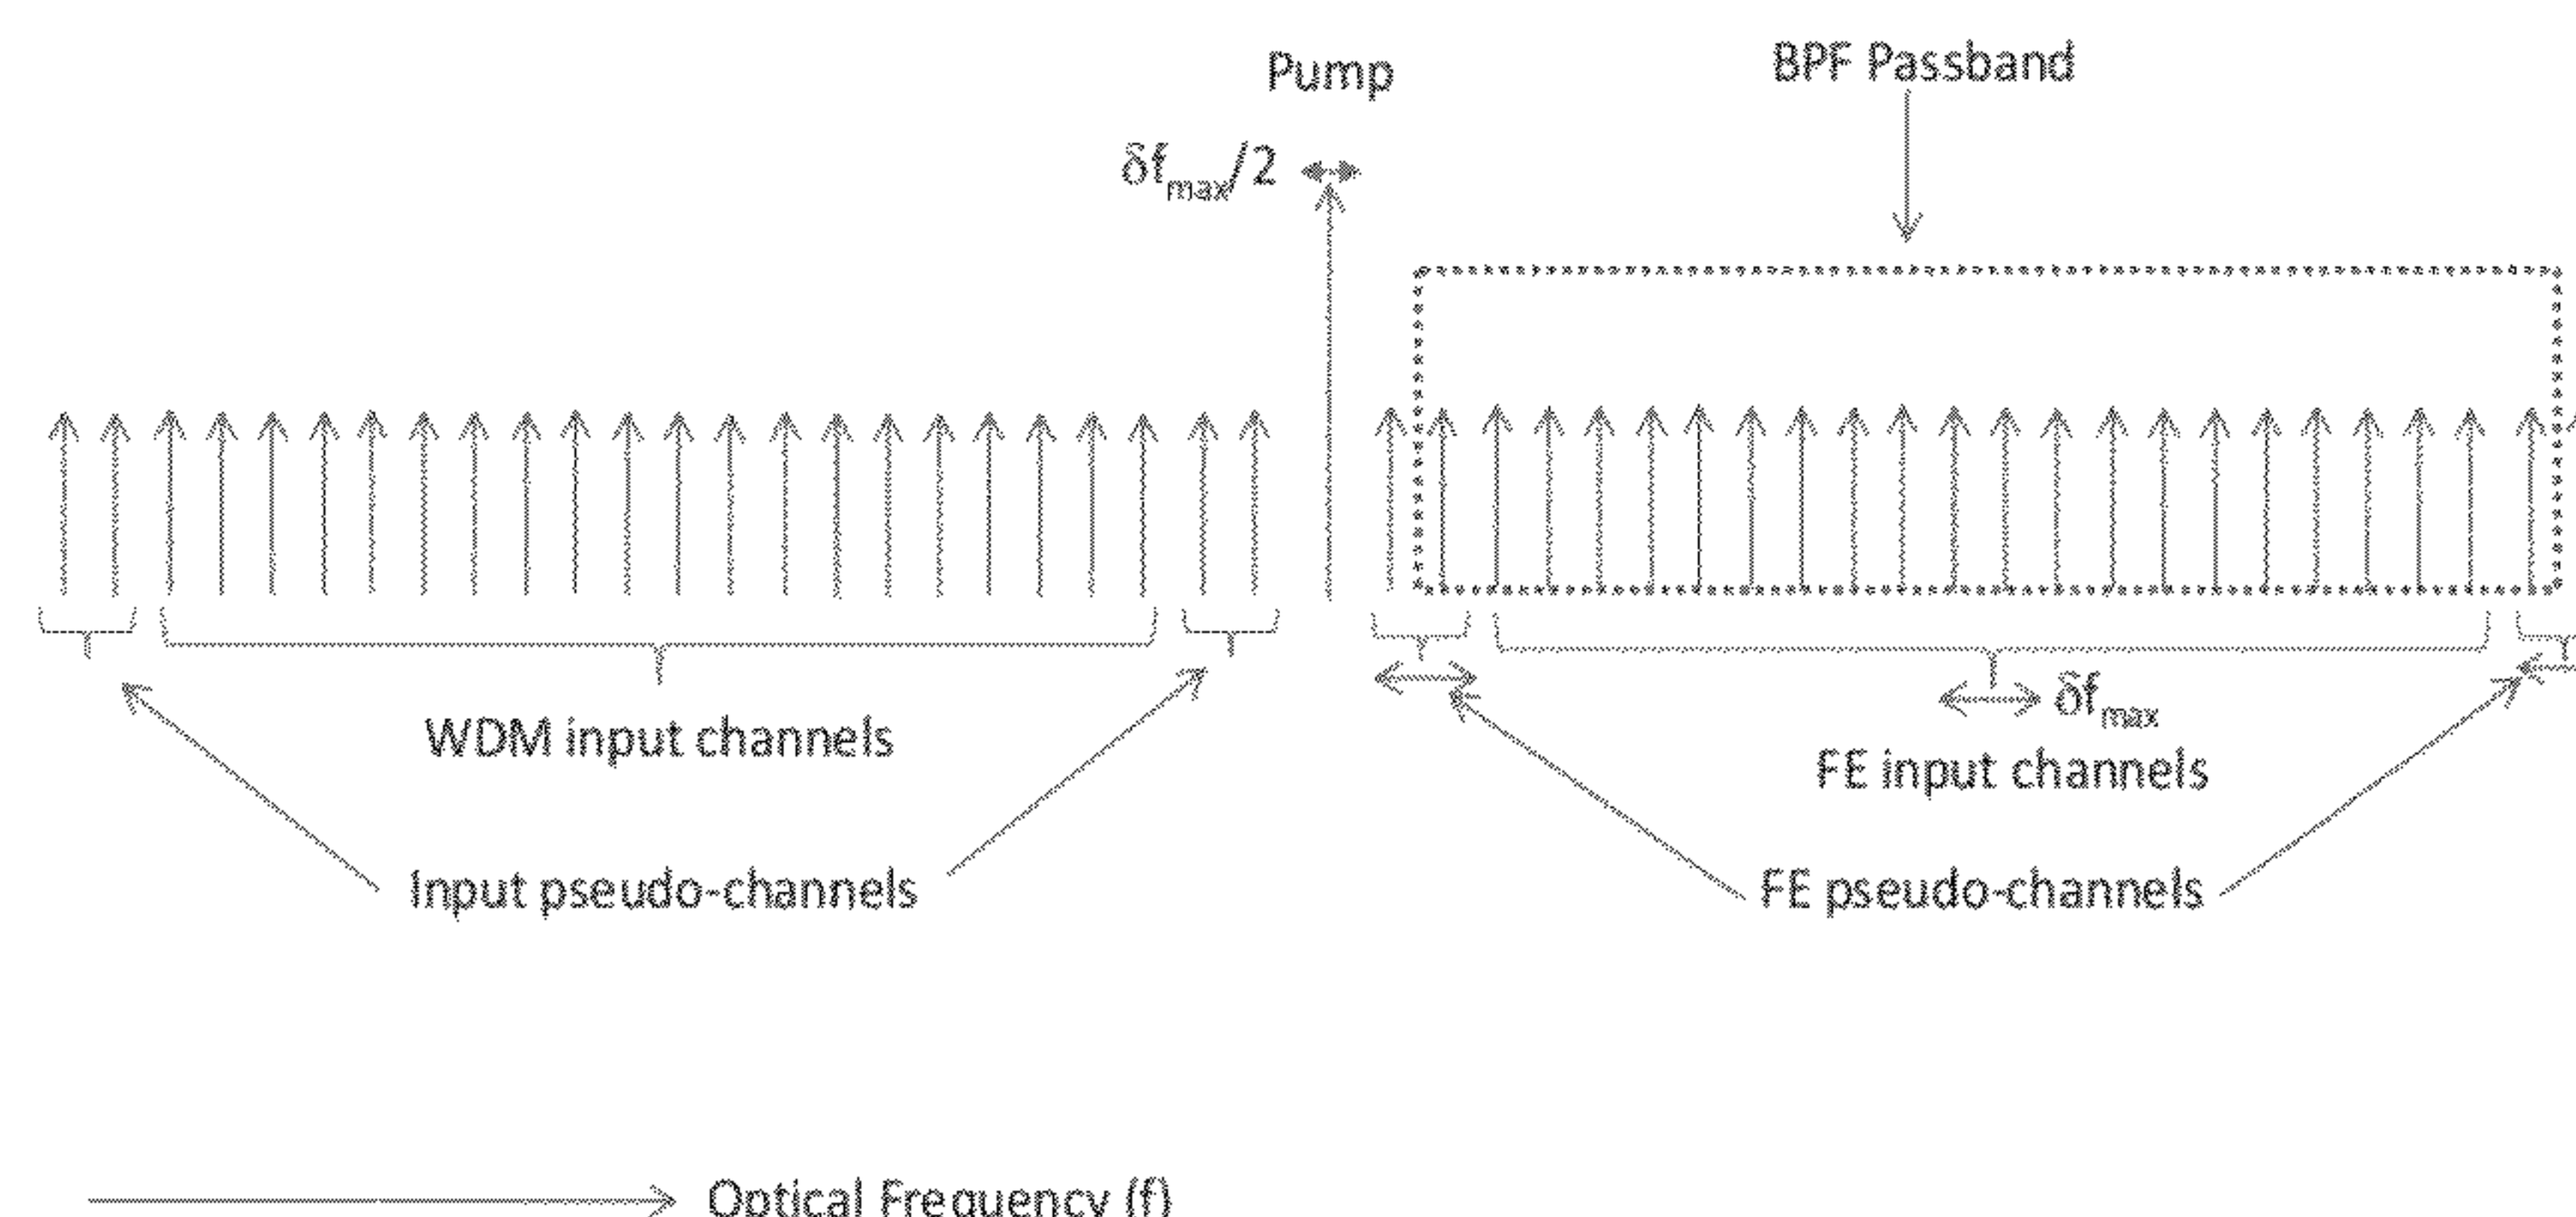 Pump
BPF Passband
δfmax/2
WDM input channels
δfmax
FE input channels
Input pseudo-channels
FE pseudo-channels
Optical Frequency (f)